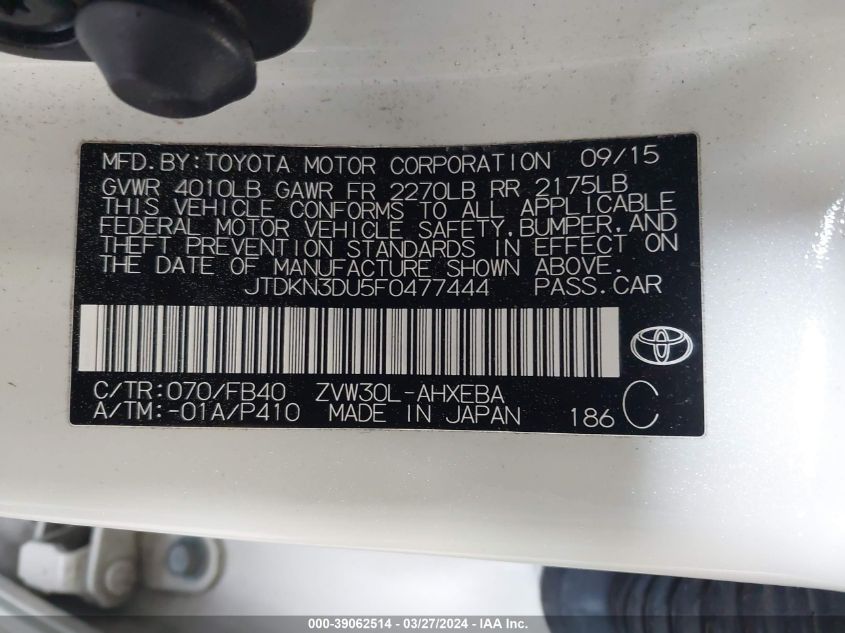 MFD.BY:TOYOTA MOTOR CORPORATION 09/15
GVWR 4010LB GAWR FR 2270LB RR 2175LB
THIS VEHICLE CONFORMS TO ALL APPLICABLE
FEDERAL MOTOR VEHICLE SAFETY,BUMPER,AND
THEFT PREVENTION STANDARDS IN EFFECT ON
THE DATE OF MANUFACTURE SHOWN ABOVE.
JTDKN3DU5F0477444 PASS.CAR
C/TR:070/FB40 ZVW30L-AHXEBA
A/TM:-01A/P410 MADE IN JAPAN 186 C
000-39062514 - 03/27/2024 - IAA Inc.